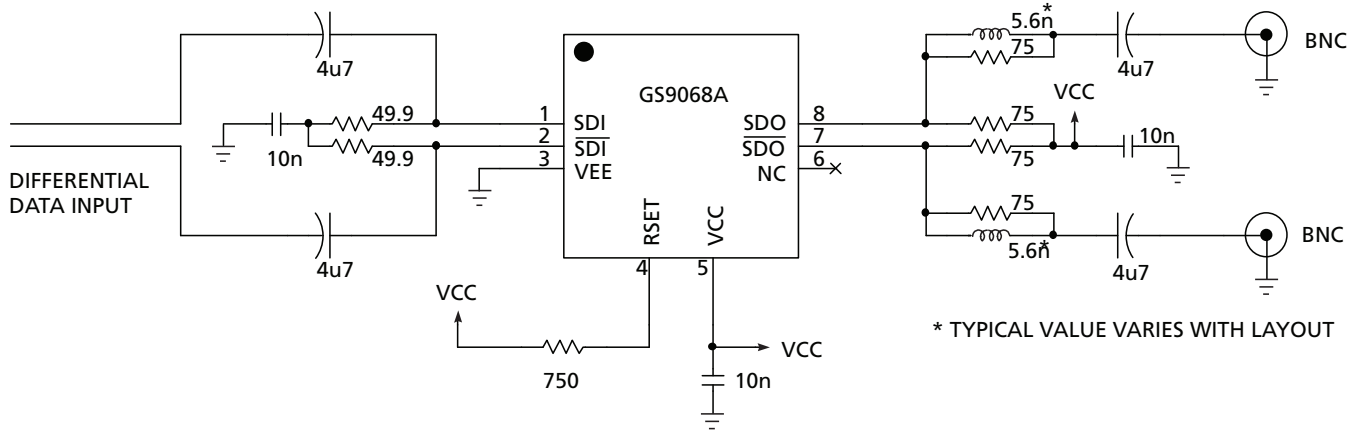 5.6n*
75
4u7
BNC
4u7
GS9068A
VCC
49.9
10n
49.9
1
SDI
2
SDI
3
VEE
SDO
8
SDO
7
NC
6
75
75
10n
DIFFERENTIAL
DATA INPUT
RSET
VCC
4
5
75
5.6n*
4u7
BNC
4u7
VCC
750
VCC
10n
* TYPICAL VALUE VARIES WITH LAYOUT